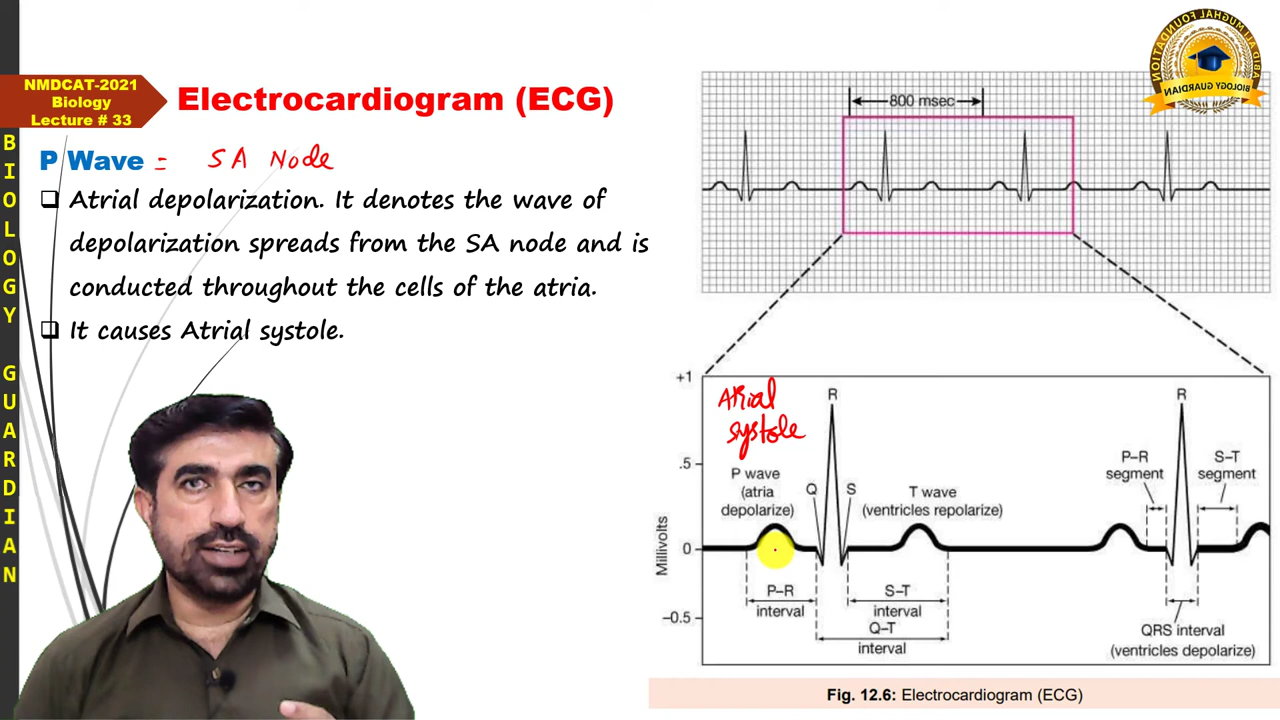 NMDCAT-2021
Biology
Lecture # 33
BIOLOGY GUARDIAN
Electrocardiogram (ECG)
P Wave = SA Node
❑ Atrial depolarization. It denotes the wave of
depolarization spreads from the SA node and is
conducted throughout the cells of the atria.
❑ It causes Atrial systole.
BIOLOGY GUARDIAN
800 msec
+1
.5
0
–0.5
Millivolts
Atrial
systole
P wave
(atria
depolarize)
R
Q
S
T wave
(ventricles repolarize)
P–R
segment
R
S–T
segment
P–R
interval
S–T
interval
Q–T
interval
QRS interval
(ventricles depolarize)
Fig. 12.6: Electrocardiogram (ECG)